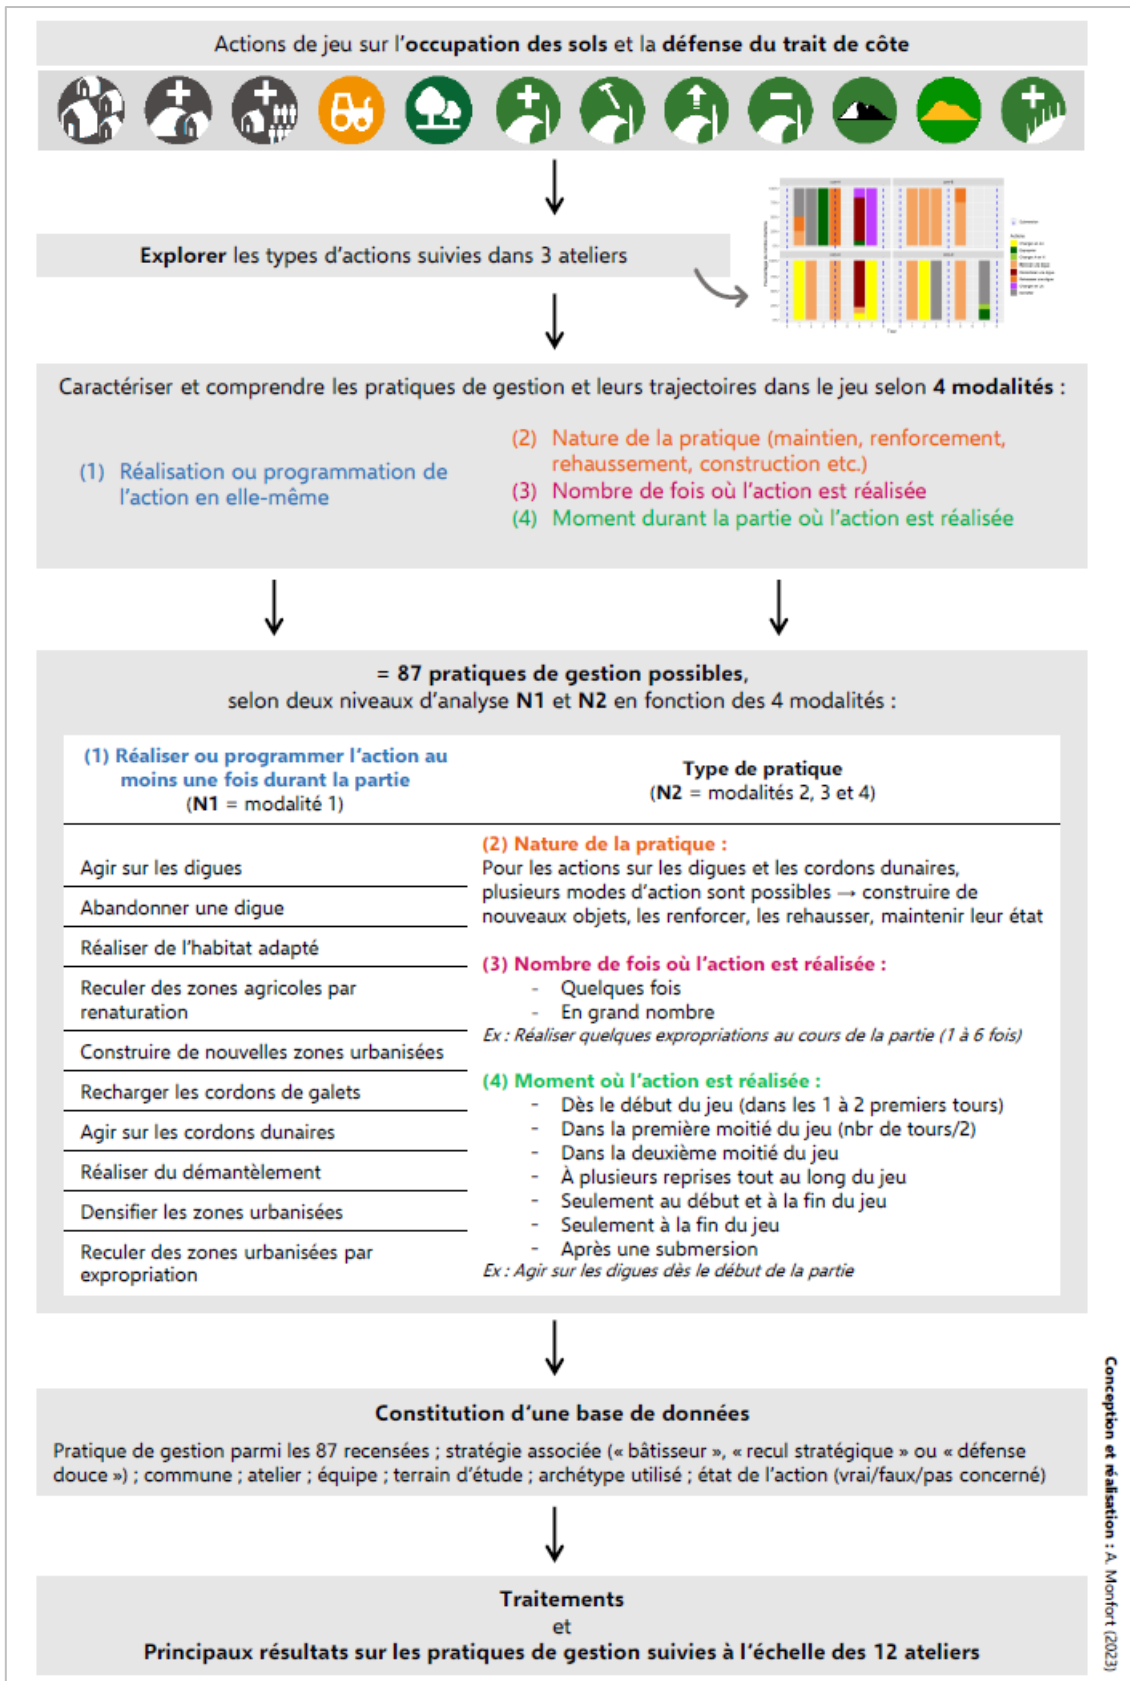 Actions de jeu sur l'occupation des sols et la défense du trait de côte
Explorer les types d'actions suivies dans 3 ateliers
Caractériser et comprendre les pratiques de gestion et leurs trajectoires dans le jeu selon 4 modalités :
(1) Réalisation ou programmation de
l'action en elle-même
(2) Nature de la pratique (maintien, renforcement,
rehaussement, construction etc.)
(3) Nombre de fois où l'action est réalisée
(4) Moment durant la partie où l'action est réalisée
= 87 pratiques de gestion possibles,
selon deux niveaux d'analyse N1 et N2 en fonction des 4 modalités :
(1) Réaliser ou programmer l'action au
moins une fois durant la partie
(N1 = modalité 1)
Type de pratique
(N2 = modalités 2, 3 et 4)
Agir sur les digues
Abandonner une digue
Réaliser de l'habitat adapté
Reculer des zones agricoles par
renaturation
Construire de nouvelles zones urbanisées
Recharger les cordons de galets
Agir sur les cordons dunaires
Réaliser du démantèlement
Densifier les zones urbanisées
Reculer des zones urbanisées par
expropriation
(2) Nature de la pratique :
Pour les actions sur les digues et les cordons dunaires,
plusieurs modes d'action sont possibles → construire de
nouveaux objets, les renforcer, les rehausser, maintenir leur état
(3) Nombre de fois où l'action est réalisée :
- Quelques fois
- En grand nombre
Ex : Réaliser quelques expropriations au cours de la partie (1 à 6 fois)
(4) Moment où l'action est réalisée :
- Dès le début du jeu (dans les 1 à 2 premiers tours)
- Dans la première moitié du jeu (nbr de tours/2)
- Dans la deuxième moitié du jeu
- À plusieurs reprises tout au long du jeu
- Seulement au début et à la fin du jeu
- Seulement à la fin du jeu
- Après une submersion
Ex : Agir sur les digues dès le début de la partie
Constitution d'une base de données
Pratique de gestion parmi les 87 recensées ; stratégie associée (« bâtisseur », « recul stratégique » ou « défense
douce ») ; commune ; atelier ; équipe ; terrain d'étude ; archétype utilisé ; état de l'action (vrai/faux/pas concerné)
Traitements
et
Principaux résultats sur les pratiques de gestion suivies à l'échelle des 12 ateliers
Conception et réalisation : A. Monfort (2023)